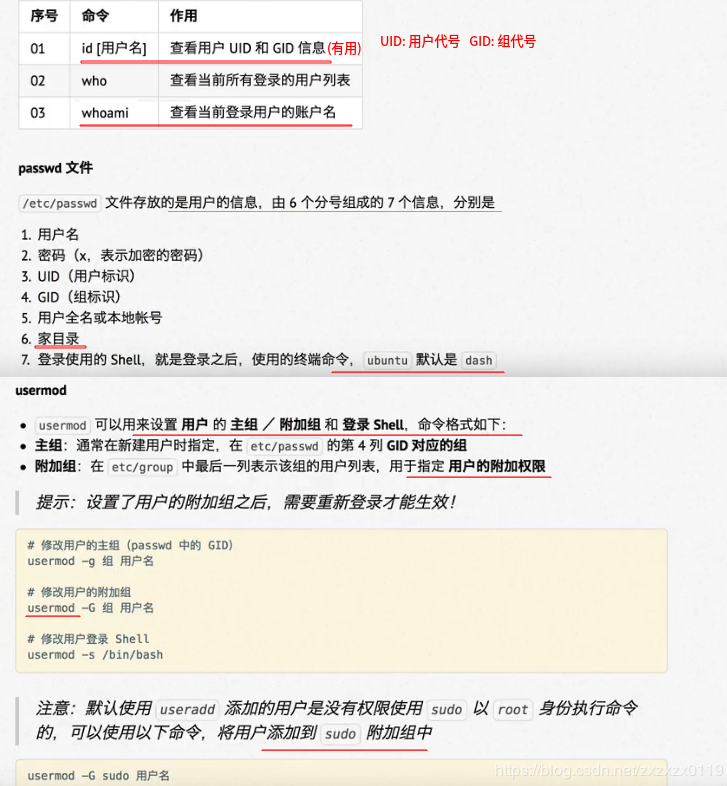 序号 命令 作用
01 id [用户名] 查看用户 UID 和 GID 信息(有用) UID: 用户代号 GID: 组代号
02 who 查看当前所有登录的用户列表
03 whoami 查看当前登录用户的账户名
passwd 文件
/etc/passwd 文件存放的是用户的信息，由 6 个分号组成的 7 个信息，分别是
1. 用户名
2. 密码（x，表示加密的密码）
3. UID（用户标识）
4. GID（组标识）
5. 用户全名或本地帐号
6. 家目录
7. 登录使用的 Shell，就是登录之后，使用的终端命令，ubuntu 默认是 dash
usermod
• usermod 可以用来设置 用户 的 主组 ／ 附加组 和 登录 Shell，命令格式如下：
• 主组：通常在新建用户时指定，在 etc/passwd 的第 4 列 GID 对应的组
• 附加组：在 etc/group 中最后一列表示该组的用户列表，用于指定 用户的附加权限
提示：设置了用户的附加组之后，需要重新登录才能生效！
# 修改用户的主组（passwd 中的 GID）
usermod -g 组 用户名
# 修改用户的附加组
usermod -G 组 用户名
# 修改用户登录 Shell
usermod -s /bin/bash
注意：默认使用 useradd 添加的用户是没有权限使用 sudo 以 root 身份执行命令
的，可以使用以下命令，将用户添加到 sudo 附加组中
usermod -G sudo 用户名
https://blog.csdn.net/zxzxzx0119